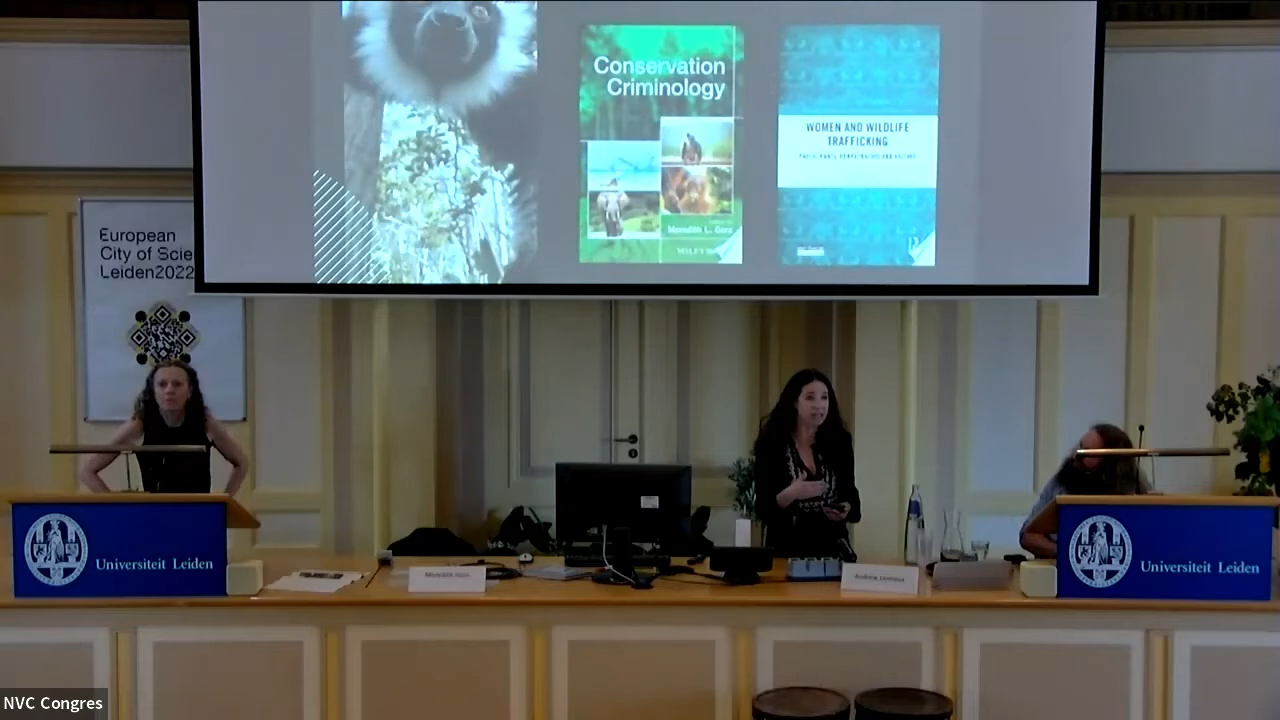 Conservation
Criminology
Meredith L. Gore
WILEY
WOMEN AND WILDLIFE
TRAFFICKING
European
City of Scie
Leiden2022
Universiteit Leiden
Universiteit Leiden
NVC Congres